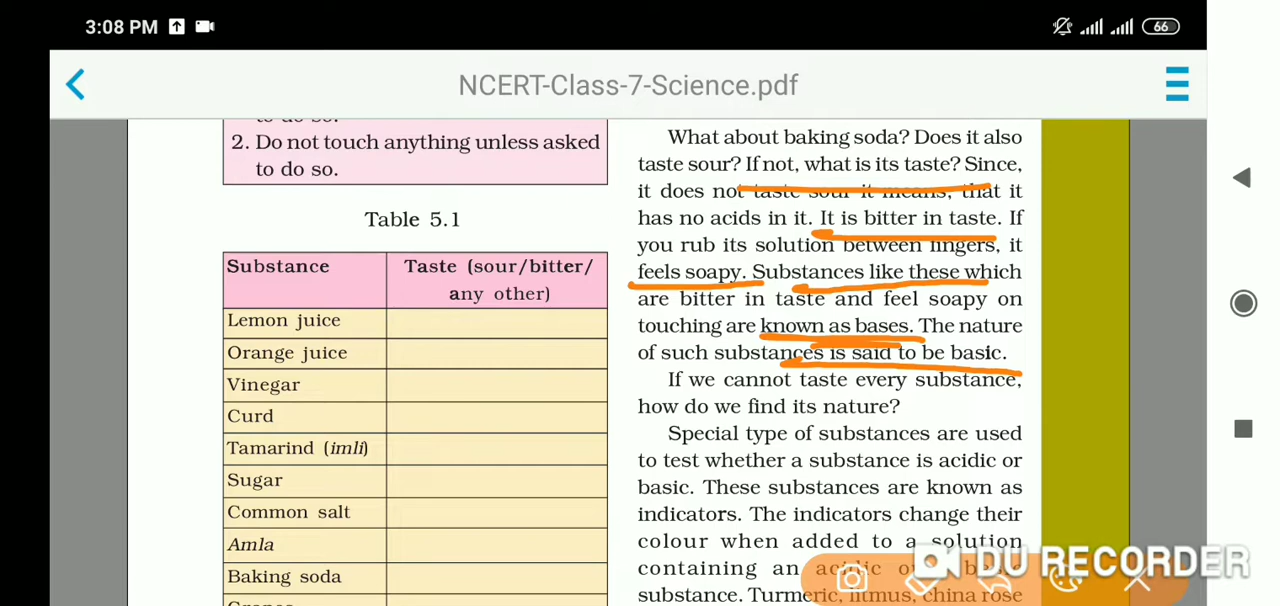 3:08 PM
66
NCERT-Class-7-Science.pdf
to do so.
2. Do not touch anything unless asked
to do so.
Table 5.1
Substance Taste (sour/bitter/
any other)
Lemon juice
Orange juice
Vinegar
Curd
Tamarind (imli)
Sugar
Common salt
Amla
Baking soda
Grapes
What about baking soda? Does it also
taste sour? If not, what is its taste? Since,
it does not taste sour it means, that it
has no acids in it. It is bitter in taste. If
you rub its solution between fingers, it
feels soapy. Substances like these which
are bitter in taste and feel soapy on
touching are known as bases. The nature
of such substances is said to be basic.
If we cannot taste every substance,
how do we find its nature?
Special type of substances are used
to test whether a substance is acidic or
basic. These substances are known as
indicators. The indicators change their
colour when added to a solution
containing an acidic
substance. Turmeric, litmus, china rose
DU RECORDER